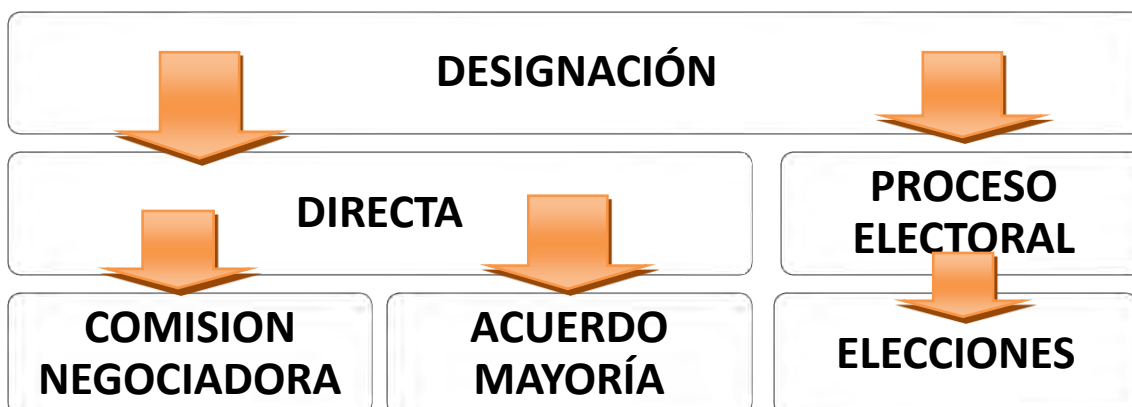 DESIGNACIÓN
DIRECTA
PROCESO
ELECTORAL
COMISION
NEGOCIADORA
ACUERDO
MAYORÍA
ELECCIONES